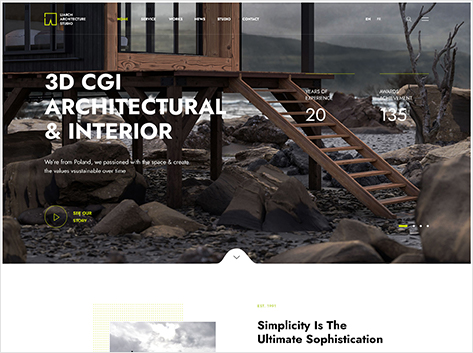 LIARCH
ARCHITECTURE
STUDIO
HOME
SERVICE
WORKS
NEWS
STUDIO
CONTACT
EN
3D CGI
ARCHITECTURAL
& INTERIOR
YEARS OF
EXPERIENCE
20
AWARDS
ACHIEVEMENT
135
We're from Poland, we passioned with the space & create
the values vsustainable over time
SEE OUR
STORY
EST. 1991
Simplicity Is The
Ultimate Sophistication